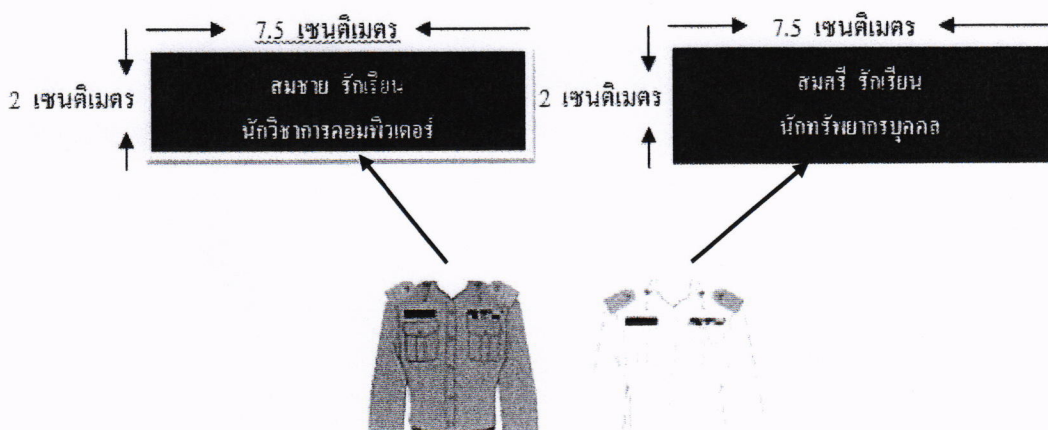 7.5 เซนติเมตร
2 เซนติเมตร
สมชาย รักเรียน
นักวิชาการคอมพิวเตอร์
7.5 เซนติเมตร
2 เซนติเมตร
สมศรี รักเรียน
นักทรัพยากรบุคคล